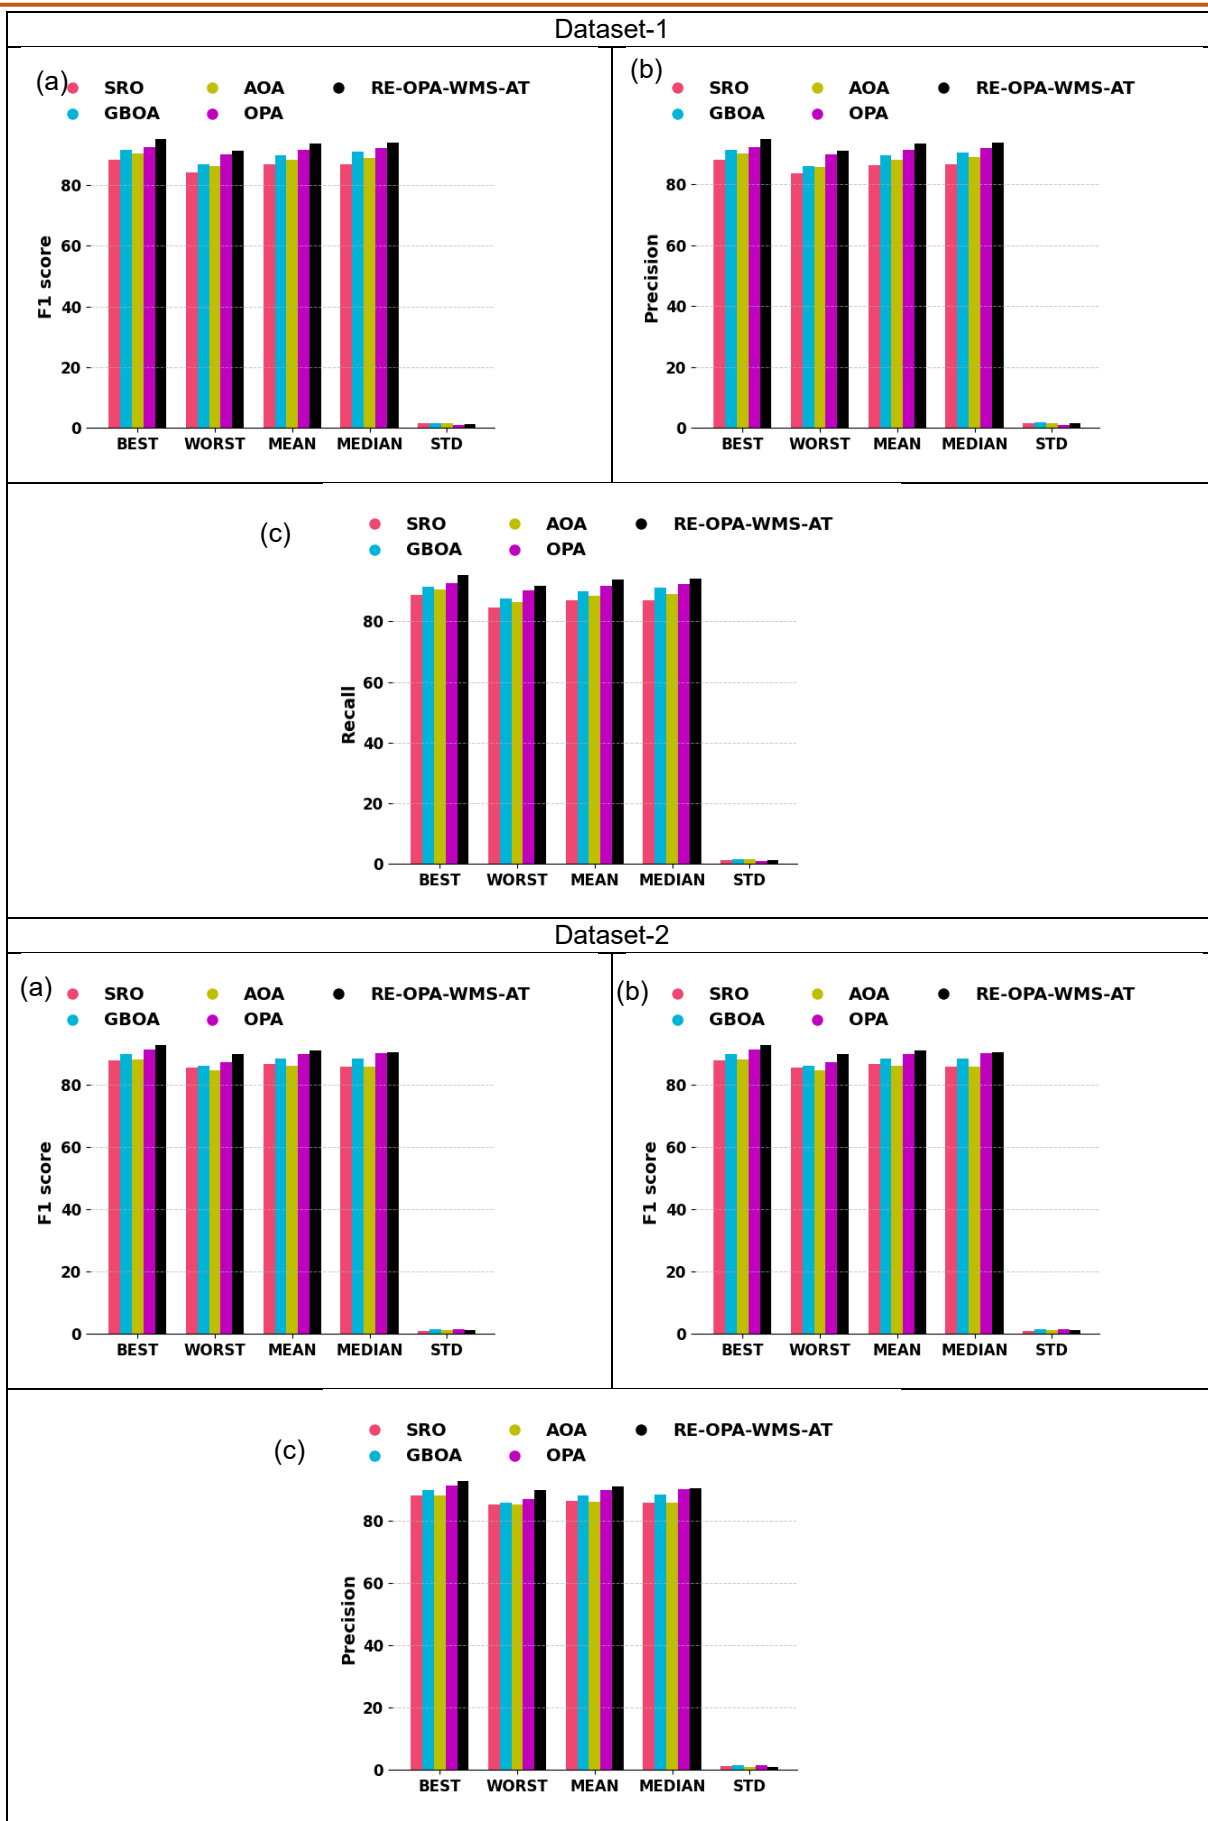 Dataset-1
(a)
SRO AOA RE-OPA-WMS-AT
GBOA OPA
F1 score
80
60
40
20
0
BEST WORST MEAN MEDIAN STD
(b)
SRO AOA RE-OPA-WMS-AT
GBOA OPA
Precision
80
60
40
20
0
BEST WORST MEAN MEDIAN STD
(c)
SRO AOA RE-OPA-WMS-AT
GBOA OPA
Recall
80
60
40
20
0
BEST WORST MEAN MEDIAN STD
Dataset-2
(a)
SRO AOA RE-OPA-WMS-AT
GBOA OPA
F1 score
80
60
40
20
0
BEST WORST MEAN MEDIAN STD
(b)
SRO AOA RE-OPA-WMS-AT
GBOA OPA
F1 score
80
60
40
20
0
BEST WORST MEAN MEDIAN STD
(c)
SRO AOA RE-OPA-WMS-AT
GBOA OPA
Precision
80
60
40
20
0
BEST WORST MEAN MEDIAN STD